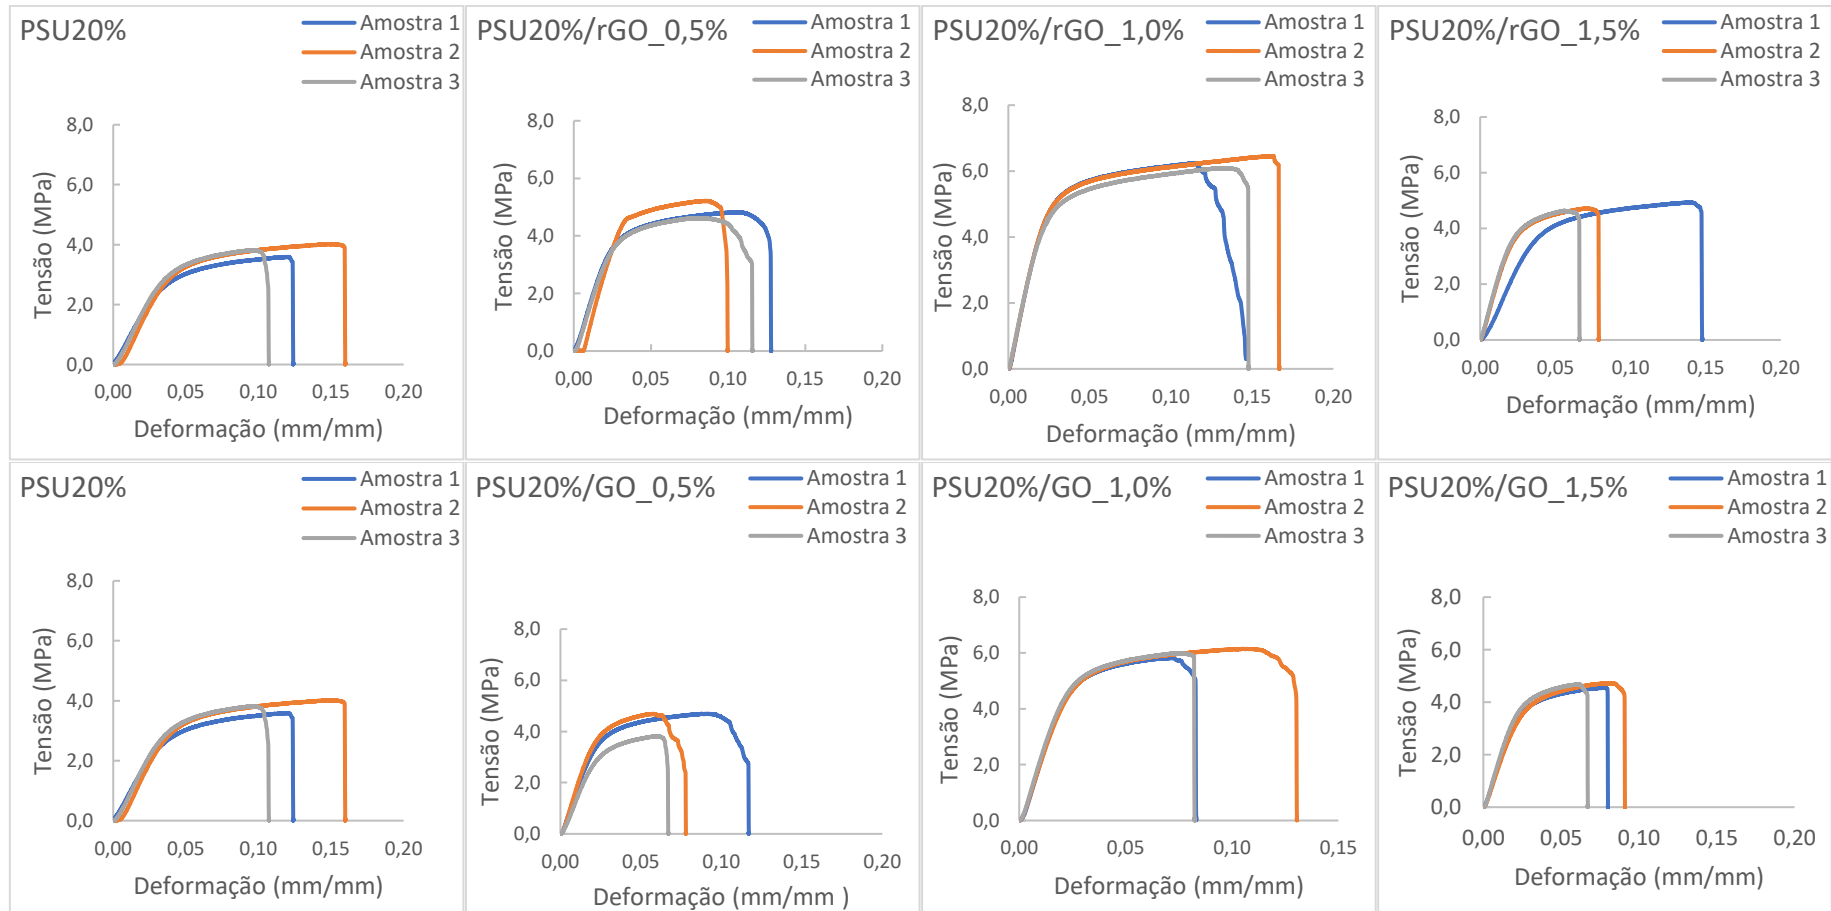 PSU20%
Amostra 1
Amostra 2
Amostra 3
8,0
6,0
4,0
2,0
0,0
0,00 0,05 0,10 0,15 0,20
Tensão (MPa)
Deformação (mm/mm)
PSU20%/rGO_0,5%
Amostra 1
Amostra 2
Amostra 3
8,0
6,0
4,0
2,0
0,0
0,00 0,05 0,10 0,15 0,20
Tensão (MPa)
Deformação (mm/mm)
PSU20%/rGO_1,0%
Amostra 1
Amostra 2
Amostra 3
8,0
6,0
4,0
2,0
0,0
0,00 0,05 0,10 0,15 0,20
Tensão (MPa)
Deformação (mm/mm)
PSU20%/rGO_1,5%
Amostra 1
Amostra 2
Amostra 3
8,0
6,0
4,0
2,0
0,0
0,00 0,05 0,10 0,15 0,20
Tensão (MPa)
Deformação (mm/mm)
PSU20%
Amostra 1
Amostra 2
Amostra 3
8,0
6,0
4,0
2,0
0,0
0,00 0,05 0,10 0,15 0,20
Tensão (MPa)
Deformação (mm/mm)
PSU20%/GO_0,5%
Amostra 1
Amostra 2
Amostra 3
8,0
6,0
4,0
2,0
0,0
0,00 0,05 0,10 0,15 0,20
Tensão (MPa)
Deformação (mm/mm )
PSU20%/GO_1,0%
Amostra 1
Amostra 2
Amostra 3
8,0
6,0
4,0
2,0
0,0
0,00 0,05 0,10 0,15
Tensão (MPa)
Deformação (mm/mm)
PSU20%/GO_1,5%
Amostra 1
Amostra 2
Amostra 3
8,0
6,0
4,0
2,0
0,0
0,00 0,05 0,10 0,15 0,20
Tensão (MPa)
Deformação (mm/mm)